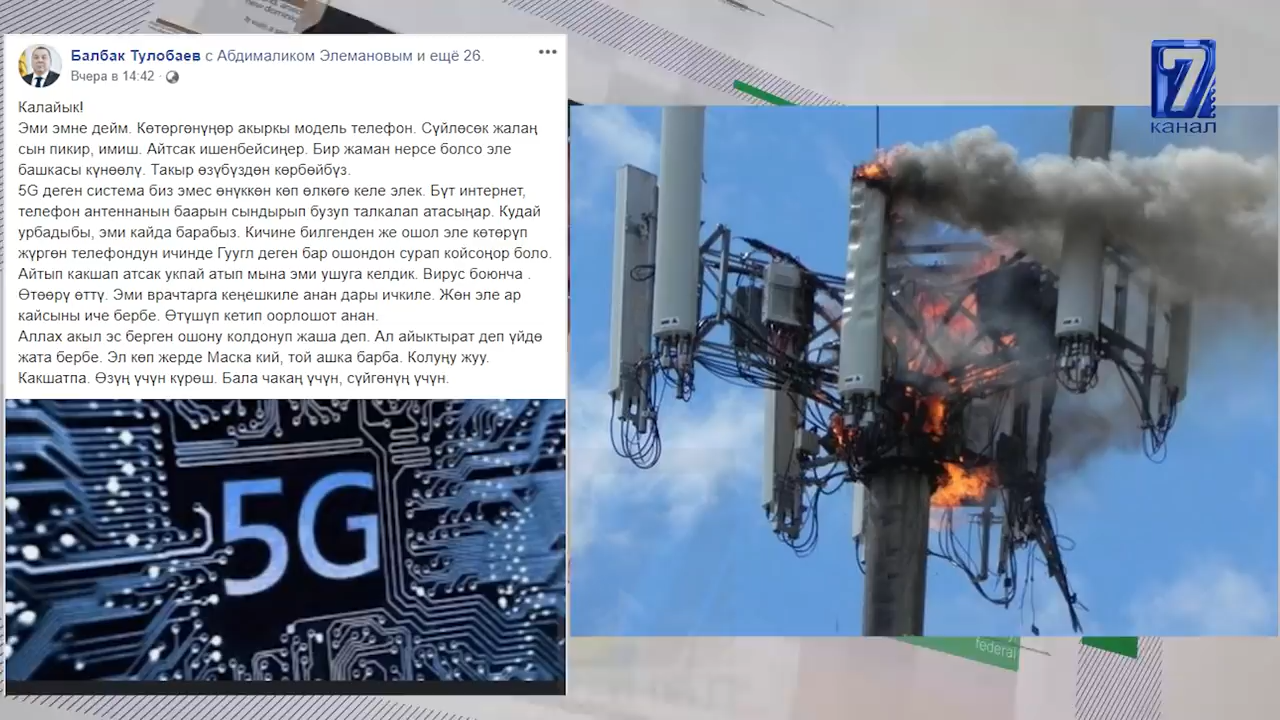 new domin
Балбак Тулобаев с Абдималиком Элемановым и ещё 26.
Вчера в 14:42 ·
Калайык!
Эми эмне дейм. Көтөргөнүңөр акыркы модель телефон. Сүйлөсөк жалаң
сын пикир, имиш. Айтсак ишенбейсиңер. Бир жаман нерсе болсо эле
башкасы күнөөлү. Такыр өзүбүздөн көрбөйбүз.
5G деген система биз эмес өнүккөн көп өлкөгө келе элек. Бүт интернет,
телефон антеннанын баарын сындырып бузуп талкалап атасыңар. Кудай
урбадыбы, эми кайда барабыз. Кичине билгенден же ошол эле көтөрүп
жүргөн телефондун ичинде Гуугл деген бар ошондон сурап койсоңор боло.
Айтып какшап атсак укпай атып мына эми ушуга келдик. Вирус боюнча .
Өтөөрү өттү. Эми врачтарга кеңешкиле анан дары ичкиле. Жөн эле ар
кайсыны иче бербе. Өтүшүп кетип оорлошот анан.
Аллах акыл эс берген ошону колдонуп жаша деп. Ал айыктырат деп үйдө
жата бербе. Эл көп жерде Маска кий, той ашка барба. Колуңу жуу.
Какшатпа. Өзүң үчүн күрөш. Бала чакаң үчүн, сүйгөнүң үчүн.
5G
7
канал
federal